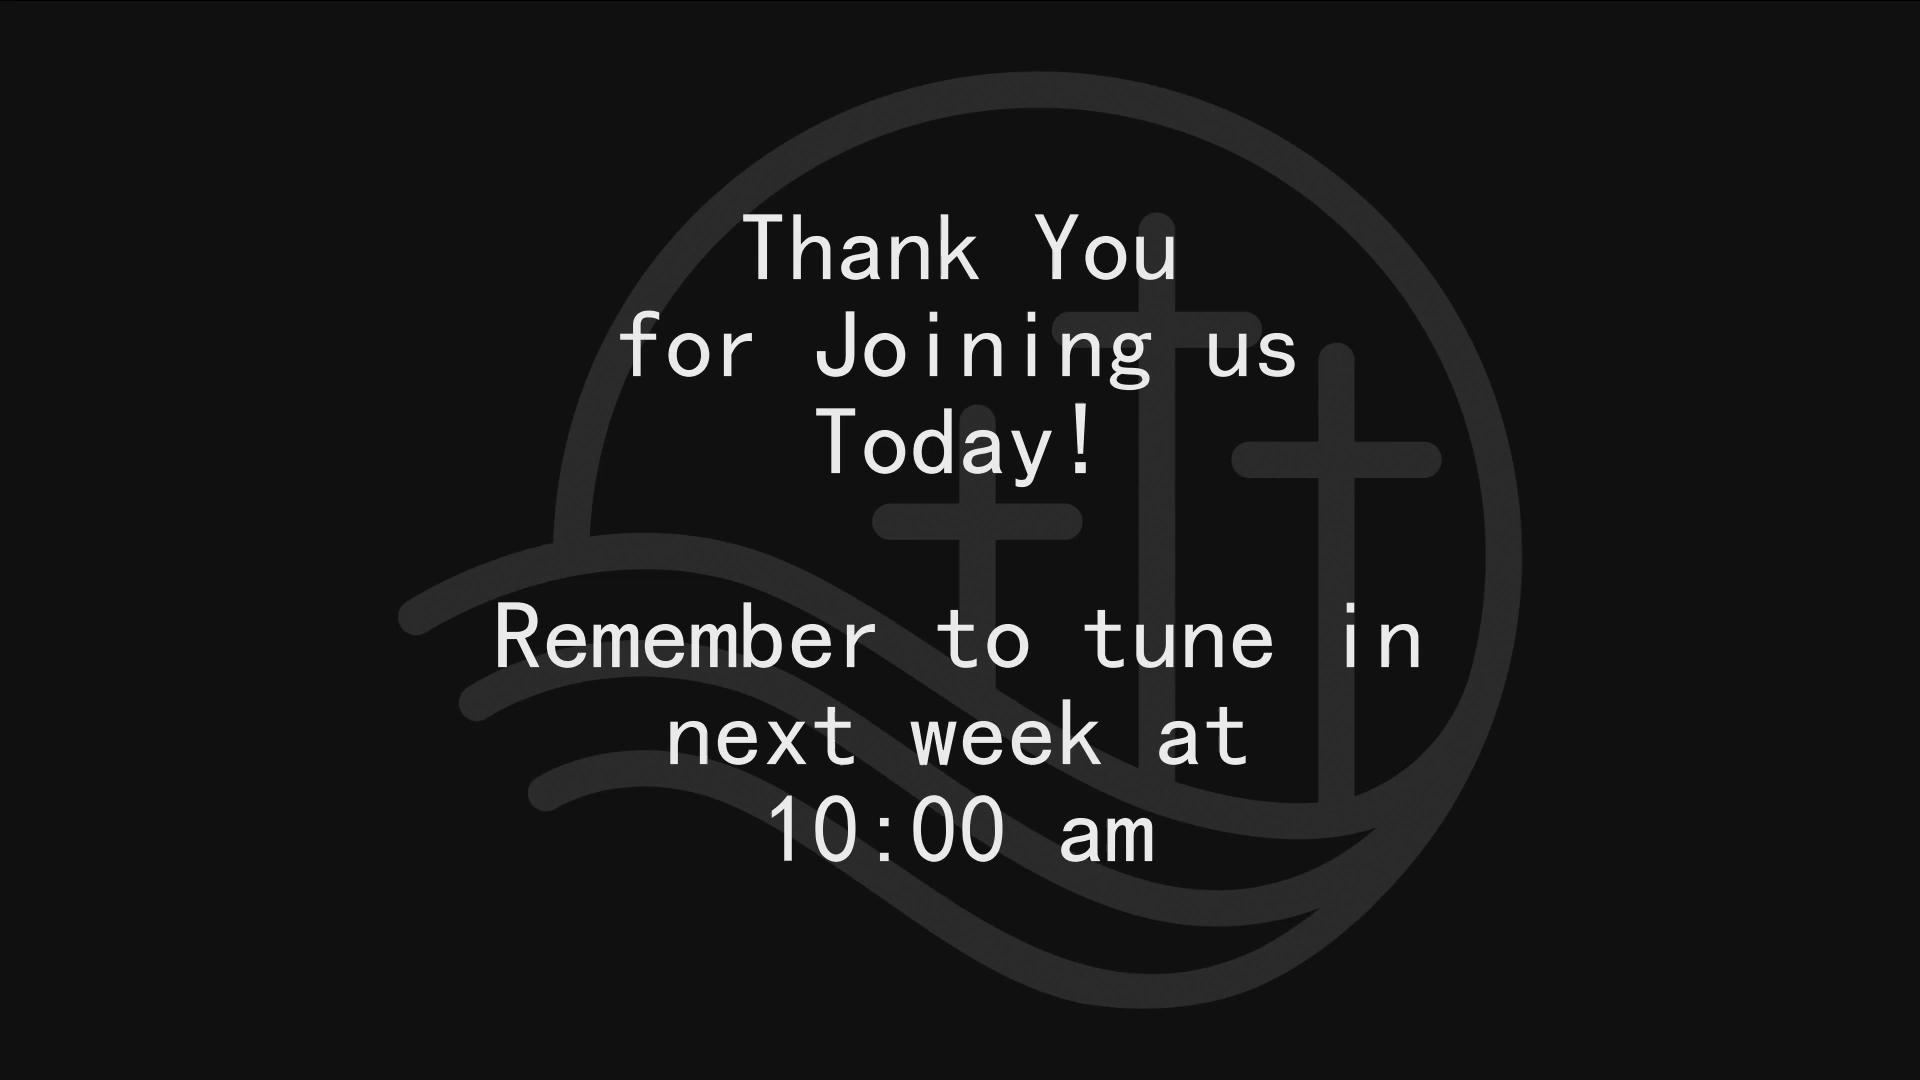 Thank You
for Joining us
Today!
Remember to tune in
next week at
10:00 am